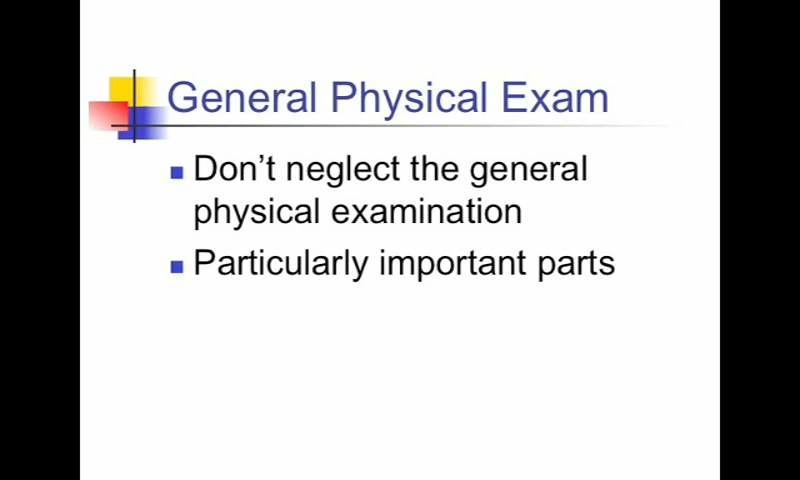 General Physical Exam
Don't neglect the general
physical examination
Particularly important parts